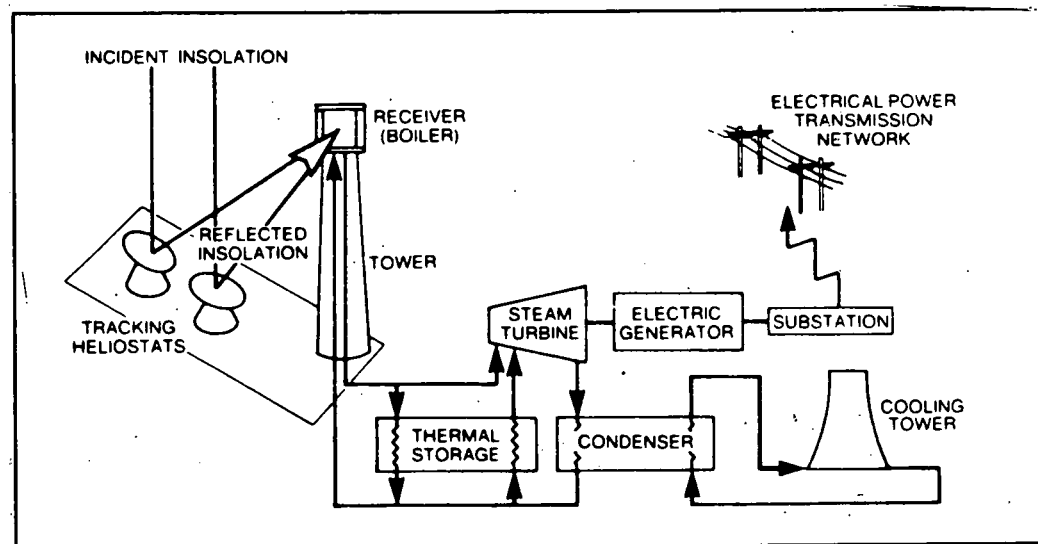 INCIDENT INSOLATION
RECEIVER
(BOILER)
ELECTRICAL POWER
TRANSMISSION
NETWORK
REFLECTED
INSOLATION
TOWER
TRACKING
HELIOSTATS
STEAM
TURBINE
ELECTRIC
GENERATOR
SUBSTATION
THERMAL
STORAGE
CONDENSER
COOLING
TOWER